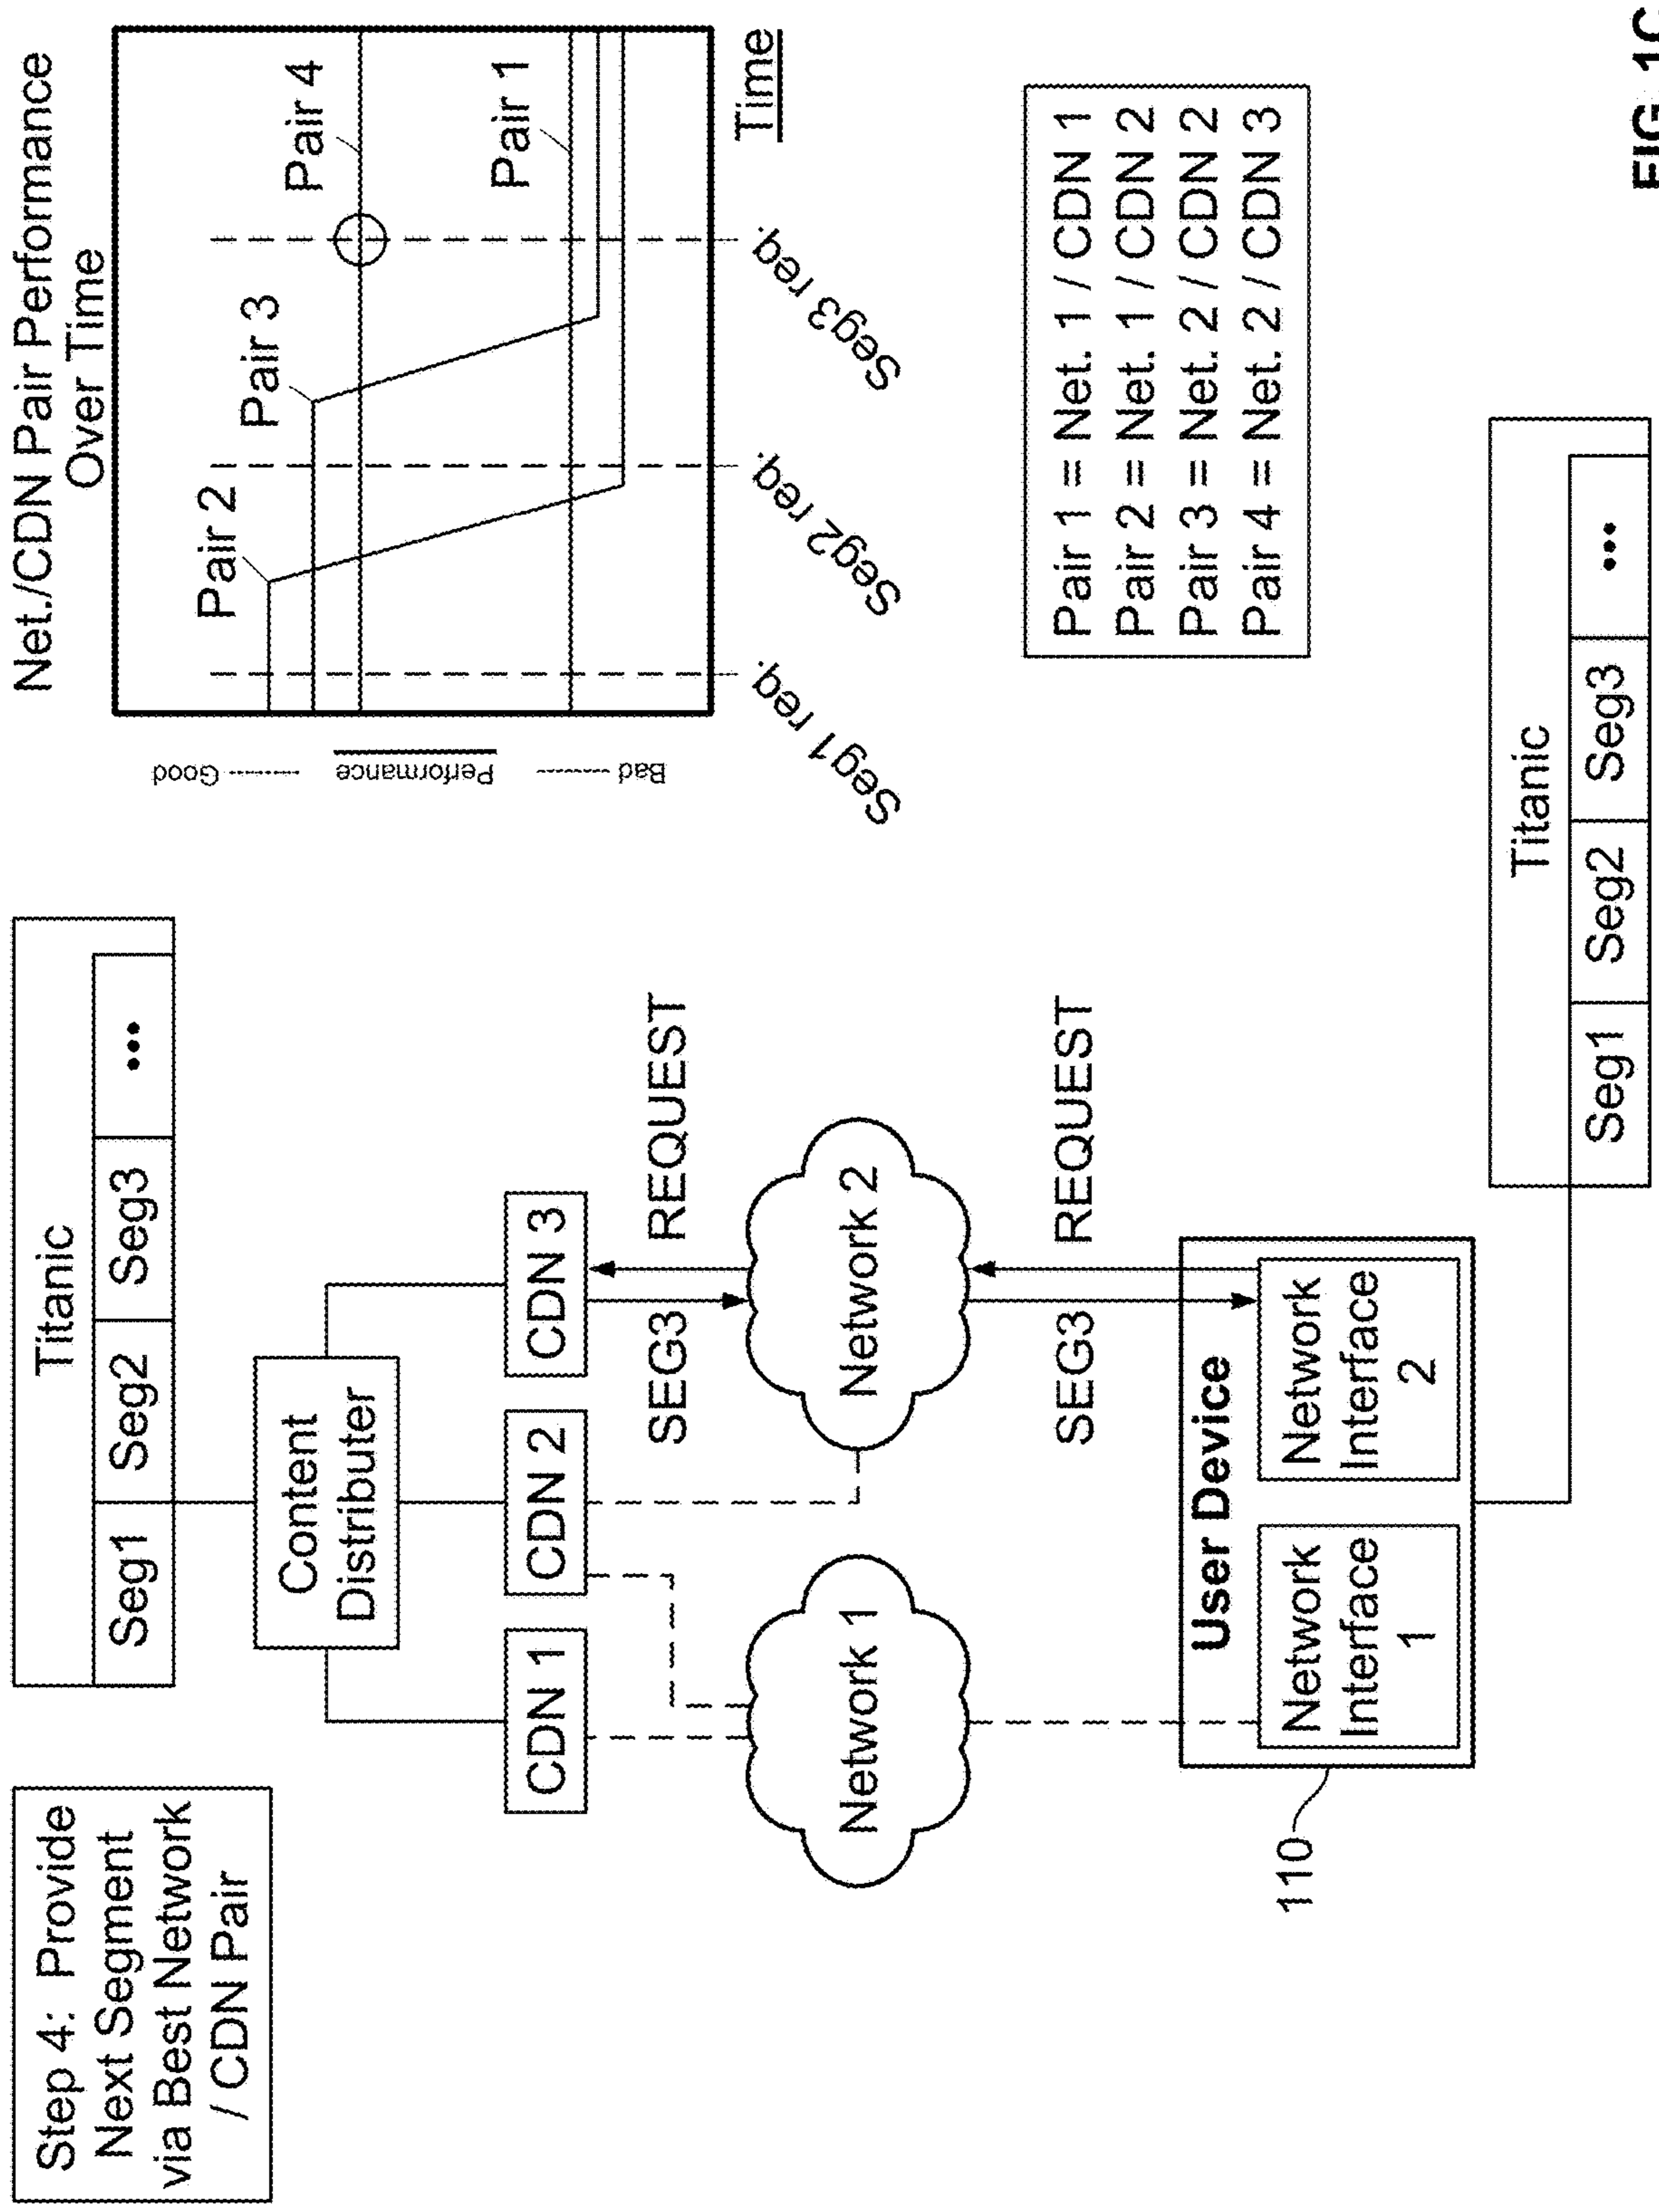 Step 4: Provide
Next Segment
via Best Network
/ CDN Pair
Titanic
Seg1 Seg2 Seg3 ...
Content
Distributer
CDN 1 CDN 2 CDN 3
SEG3 REQUEST
Network 1 Network 2
SEG3 REQUEST
User Device
Network
Interface
1
Network
Interface
2
110
Titanic
Seg1 Seg2 Seg3 ...
Net./CDN Pair Performance
Over Time
Good
Performance
Bad
Pair 2
Pair 3
Pair 4
Pair 1
Seg1 req.
Seg2 req.
Seg3 req.
Time
Pair 1 = Net. 1 / CDN 1
Pair 2 = Net. 1 / CDN 2
Pair 3 = Net. 2 / CDN 2
Pair 4 = Net. 2 / CDN 3